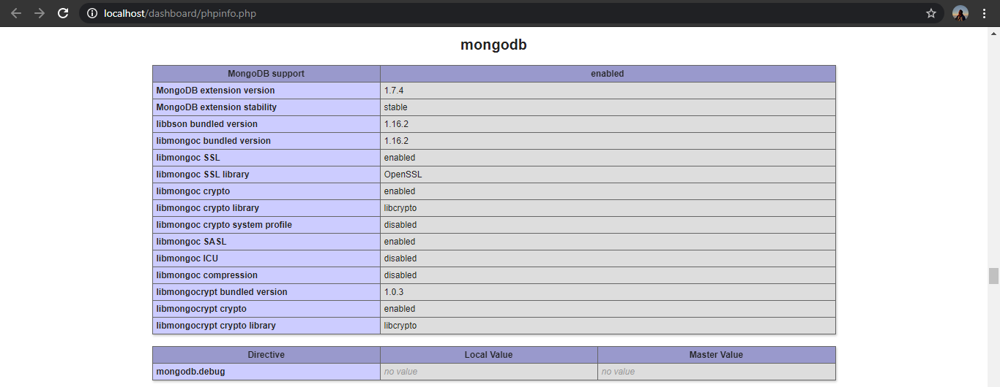 localhost/dashboard/phpinfo.php
mongodb
MongoDB support enabled
MongoDB extension version 1.7.4
MongoDB extension stability stable
libbson bundled version 1.16.2
libmongoc bundled version 1.16.2
libmongoc SSL enabled
libmongoc SSL library OpenSSL
libmongoc crypto enabled
libmongoc crypto library libcrypto
libmongoc crypto system profile disabled
libmongoc SASL enabled
libmongoc ICU disabled
libmongoc compression disabled
libmongocrypt bundled version 1.0.3
libmongocrypt crypto enabled
libmongocrypt crypto library libcrypto
Directive Local Value Master Value
mongodb.debug no value no value